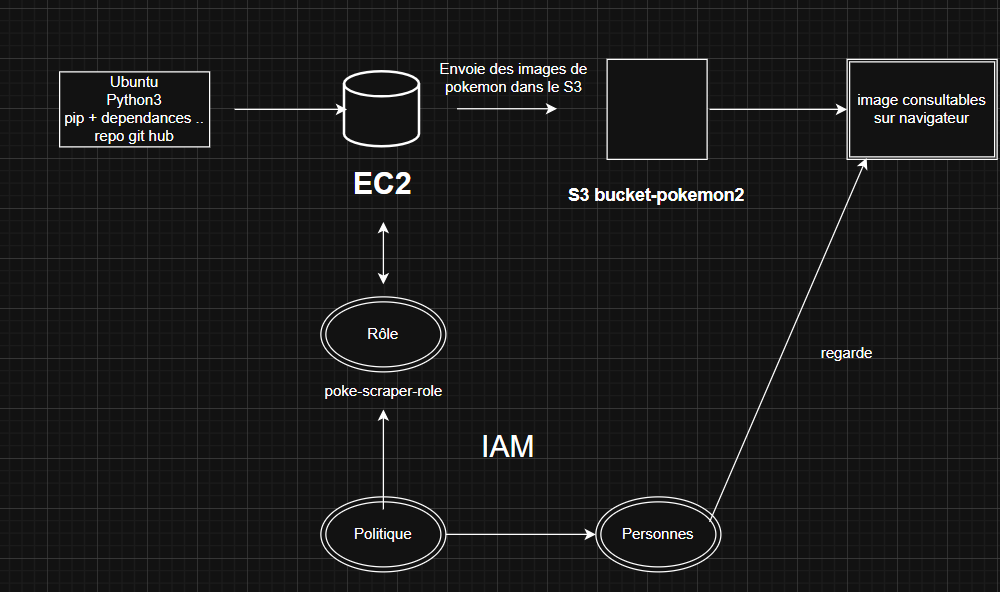 Ubuntu
Python3
pip + dependances ..
repo git hub
EC2
Envoie des images de
pokemon dans le S3
S3 bucket-pokemon2
image consultables
sur navigateur
Rôle
poke-scraper-role
regarde
IAM
Politique
Personnes